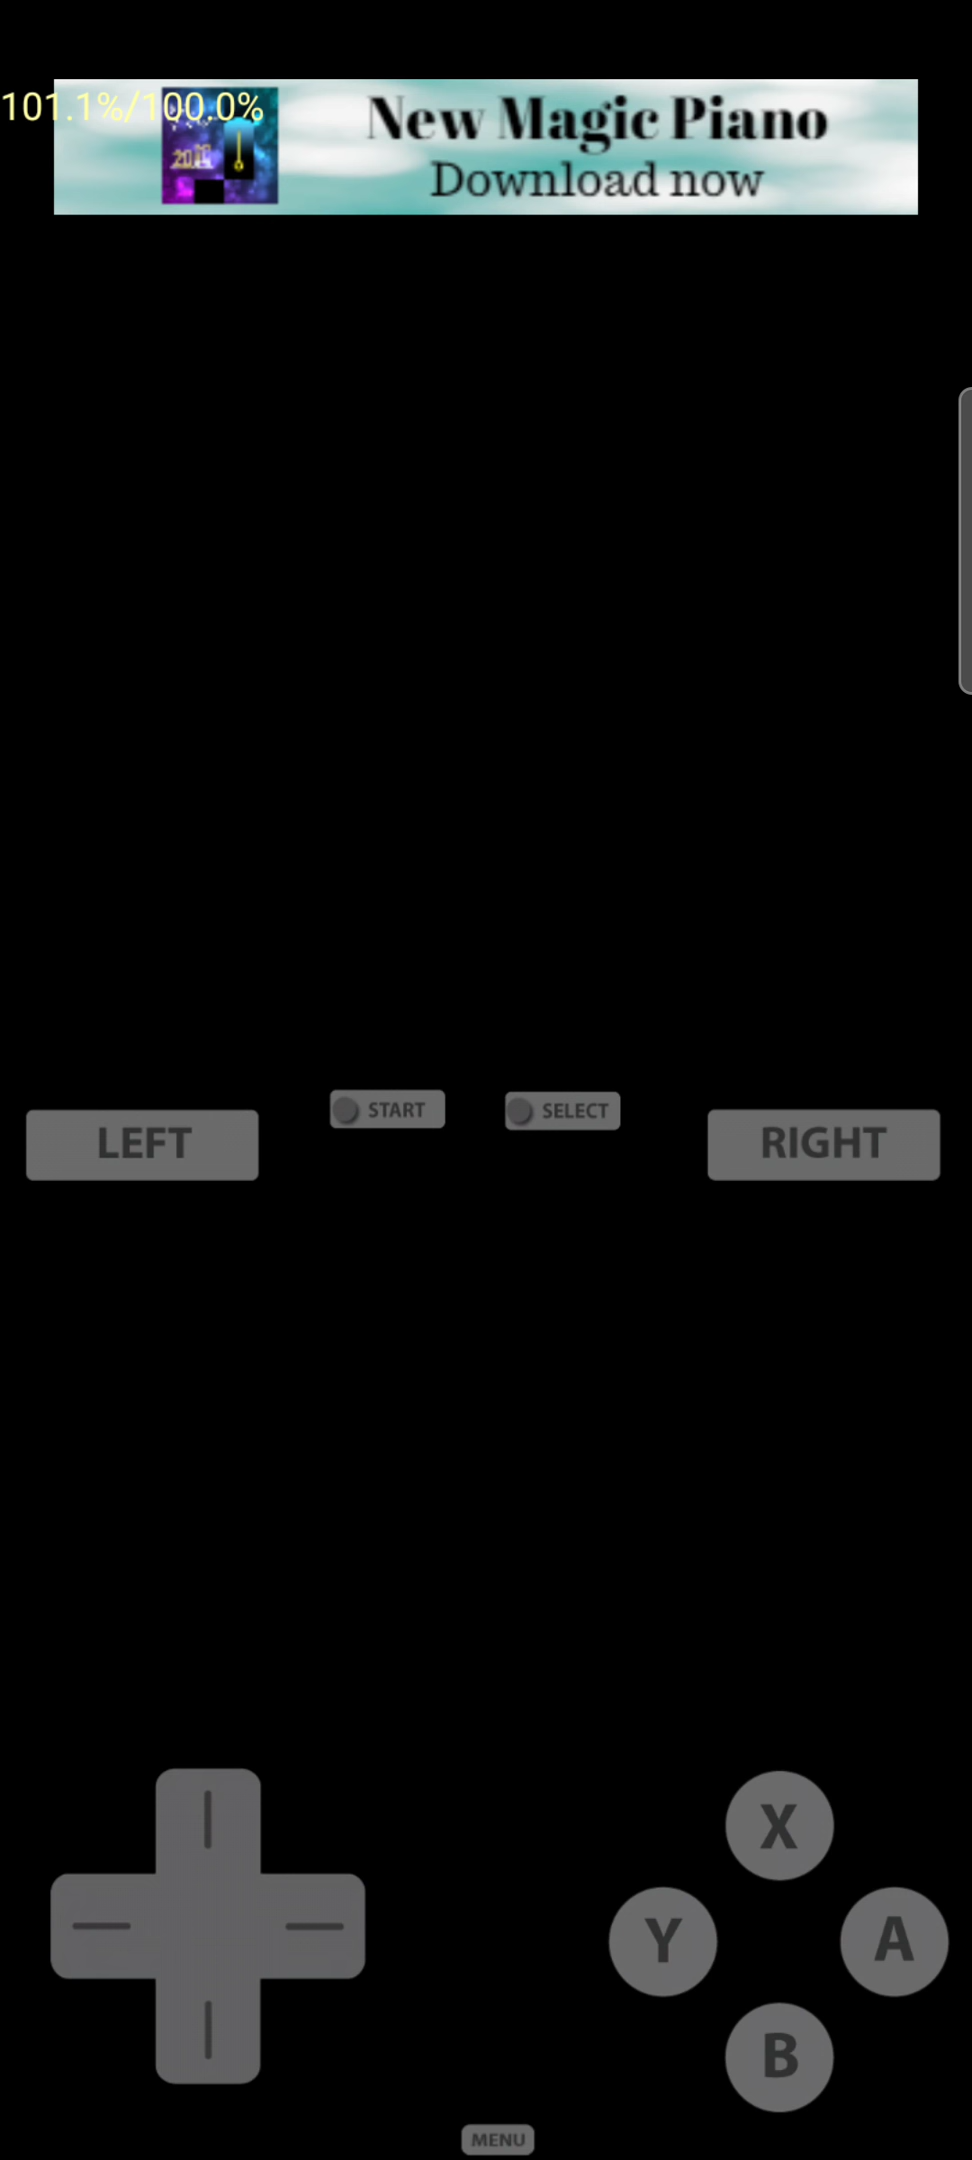 101.1%/100.0%
New Magic Piano
Download now
START
SELECT
LEFT
RIGHT
X
Y
A
B
MENU